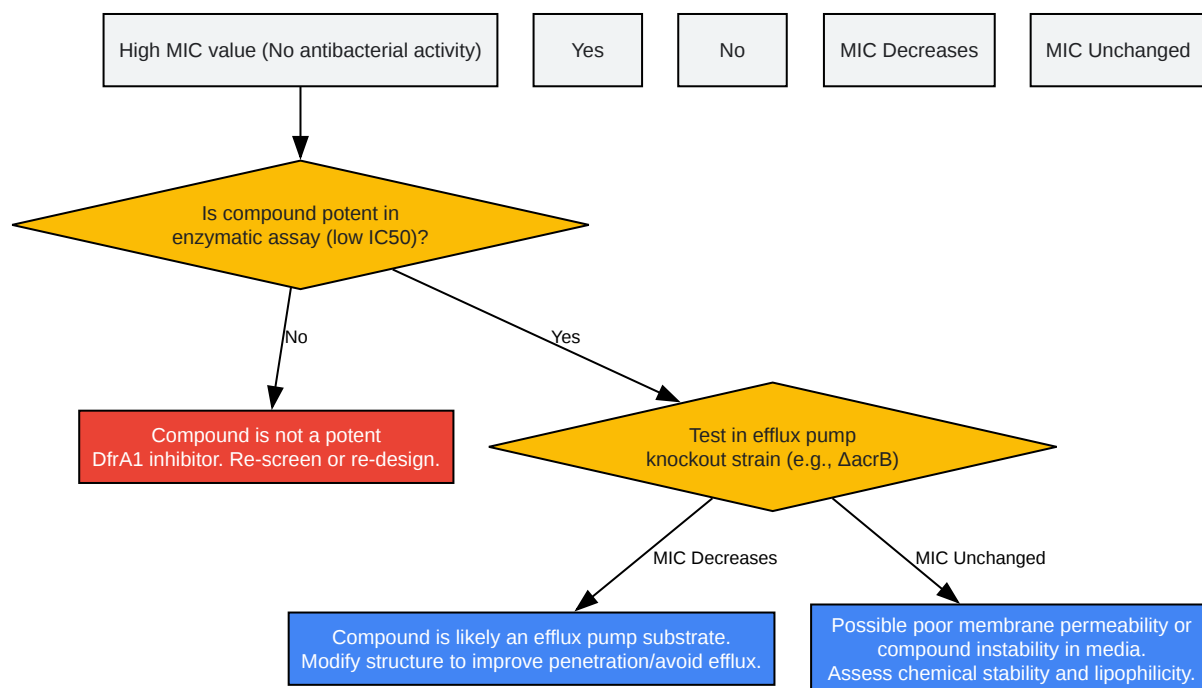 High MIC value (No antibacterial activity)
Yes
No
MIC Decreases
MIC Unchanged
Is compound potent in
enzymatic assay (low IC50)?
No
Yes
Compound is not a potent
DfrA1 inhibitor. Re-screen or re-design.
Test in efflux pump
knockout strain (e.g., ΔacrB)
MIC Decreases
MIC Unchanged
Compound is likely an efflux pump substrate.
Modify structure to improve penetration/avoid efflux.
Possible poor membrane permeability or
compound instability in media.
Assess chemical stability and lipophilicity.